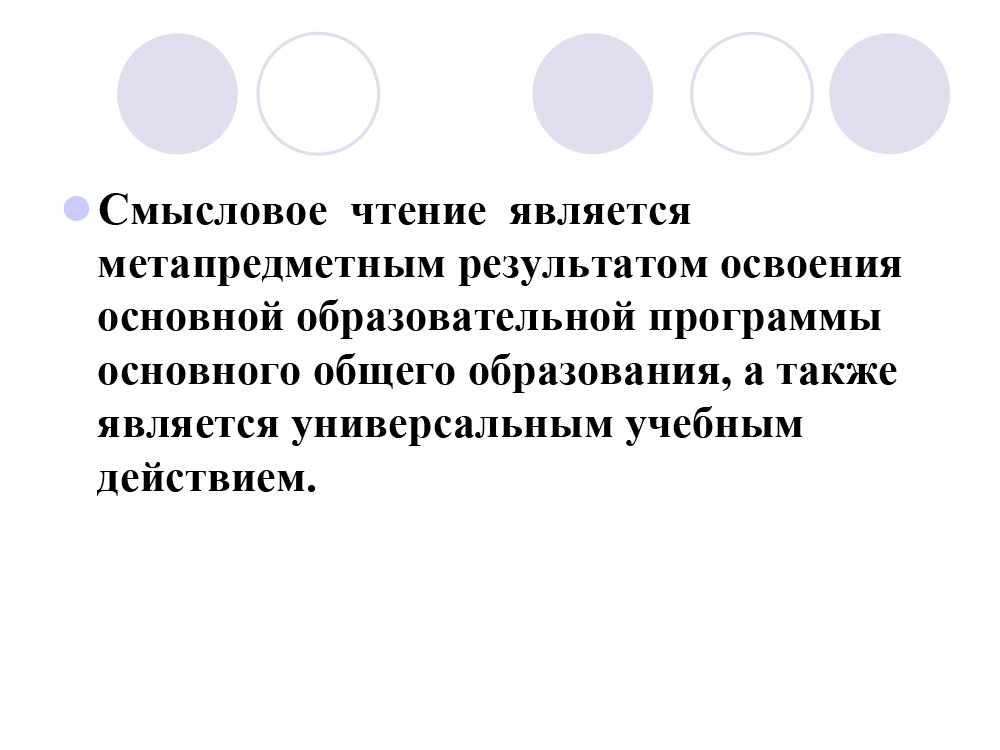 Смысловое чтение является
метапредметным результатом освоения
основной образовательной программы
основного общего образования, а также
является универсальным учебным
действием.